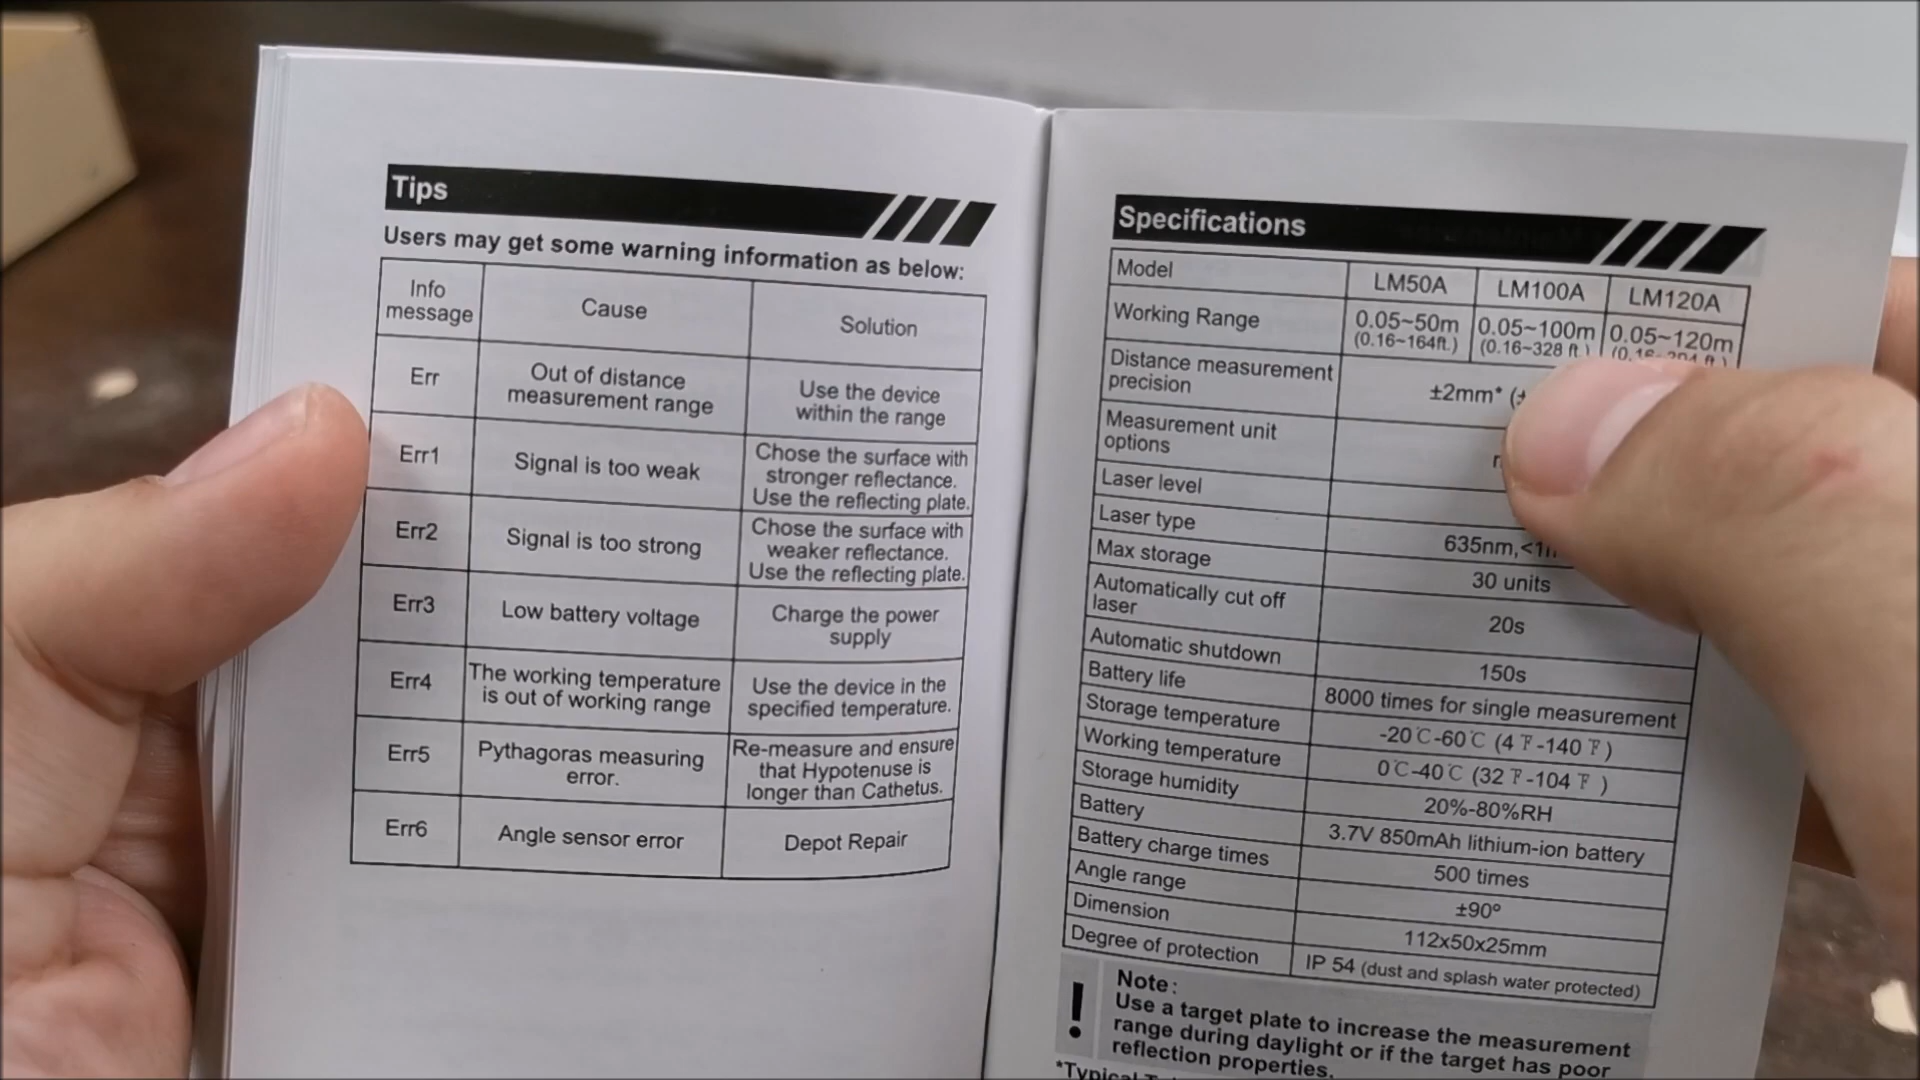 Tips
Users may get some warning information as below:
Info
message
Cause
Solution
Err
Out of distance
measurement range
Use the device
within the range
Err1
Signal is too weak
Chose the surface with
stronger reflectance.
Use the reflecting plate.
Err2
Signal is too strong
Chose the surface with
weaker reflectance.
Use the reflecting plate.
Err3
Low battery voltage
Charge the power
supply
Err4
The working temperature
is out of working range
Use the device in the
specified temperature.
Err5
Pythagoras measuring
error.
Re-measure and ensure
that Hypotenuse is
longer than Cathetus.
Err6
Angle sensor error
Depot Repair
Specifications
Model
LM50A
LM100A
LM120A
Working Range
0.05~50m
(0.16~164ft.)
0.05~100m
(0.16~328 ft.)
0.05~120m
Distance measurement
precision
±2mm*
Measurement unit
options
Laser level
Laser type
635nm,
Max storage
30 units
Automatically cut off
laser
20s
Automatic shutdown
150s
Battery life
8000 times for single measurement
Storage temperature
-20℃-60℃ (4℉-140℉)
Working temperature
0℃-40℃ (32℉-104℉)
Storage humidity
20%-80%RH
Battery
3.7V 850mAh lithium-ion battery
Battery charge times
500 times
Angle range
±90º
Dimension
112x50x25mm
Degree of protection
IP 54 (dust and splash water protected)
! Note:
Use a target plate to increase the measurement
range during daylight or if the target has poor
reflection properties.